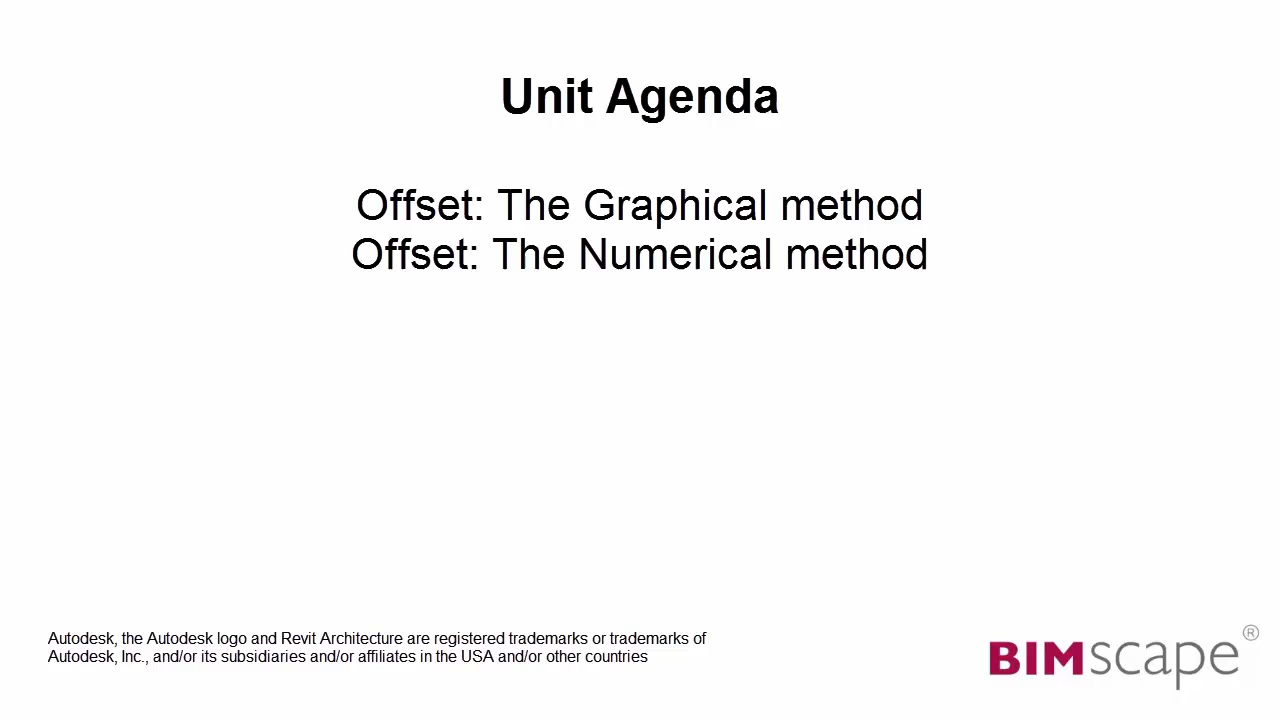 Unit Agenda
Offset: The Graphical method
Offset: The Numerical method
Autodesk, the Autodesk logo and Revit Architecture are registered trademarks or trademarks of
Autodesk, Inc., and/or its subsidiaries and/or affiliates in the USA and/or other countries
BIMscape®